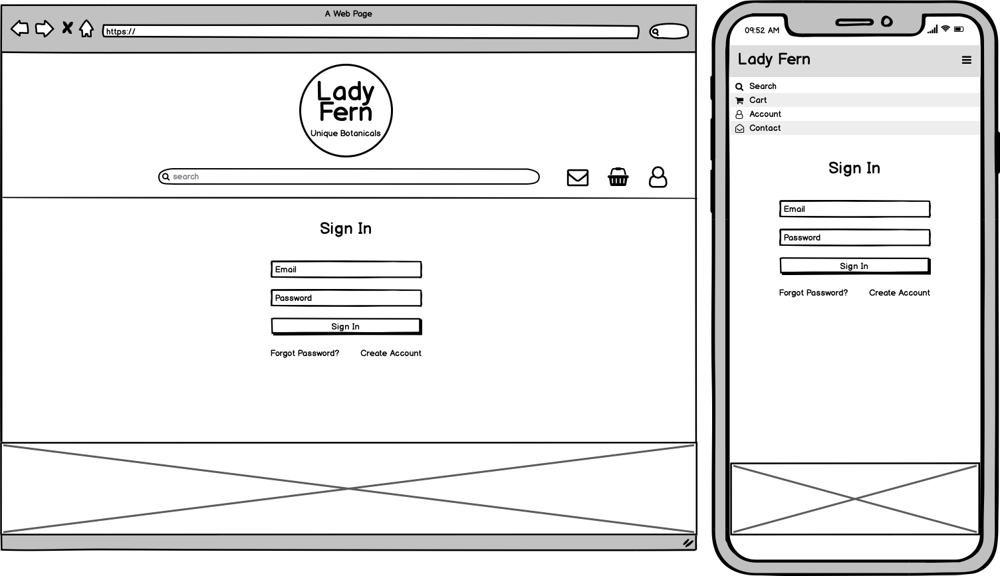 A Web Page
https://
Lady
Fern
Unique Botanicals
search
Sign In
Email
Password
Sign In
Forgot Password? Create Account
09:52 AM
Lady Fern
Search
Cart
Account
Contact
Sign In
Email
Password
Sign In
Forgot Password? Create Account